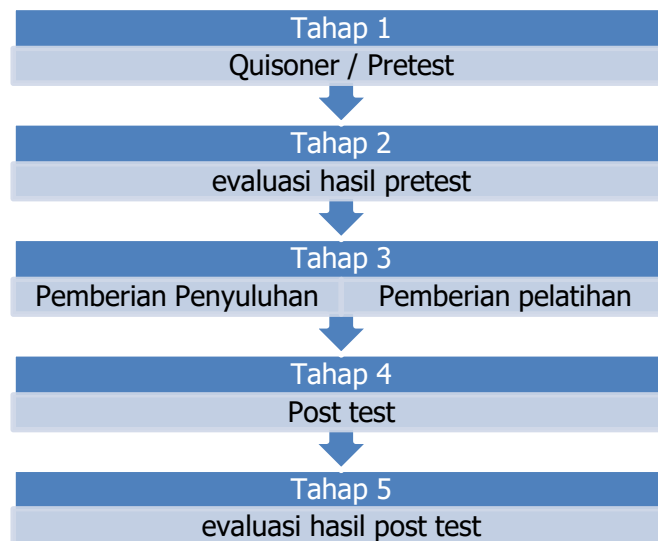 Tahap 1
Quisoner / Pretest
Tahap 2
evaluasi hasil pretest
Tahap 3
Pemberian Penyuluhan Pemberian pelatihan
Tahap 4
Post test
Tahap 5
evaluasi hasil post test